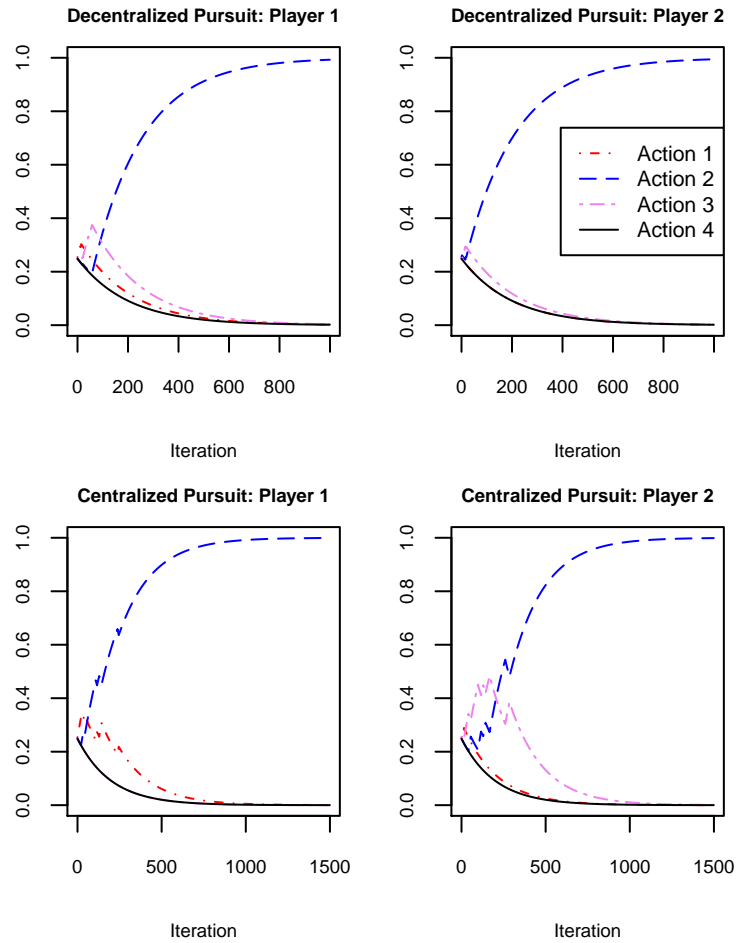 Decentralized Pursuit: Player 1
1.0
0.8
0.6
0.4
0.2
0.0
0 200 400 600 800
Iteration
Decentralized Pursuit: Player 2
1.0
0.8
0.6
0.4
0.2
0.0
Action 1
Action 2
Action 3
Action 4
0 200 400 600 800
Iteration
Centralized Pursuit: Player 1
1.0
0.8
0.6
0.4
0.2
0.0
0 500 1000 1500
Iteration
Centralized Pursuit: Player 2
1.0
0.8
0.6
0.4
0.2
0.0
0 500 1000 1500
Iteration